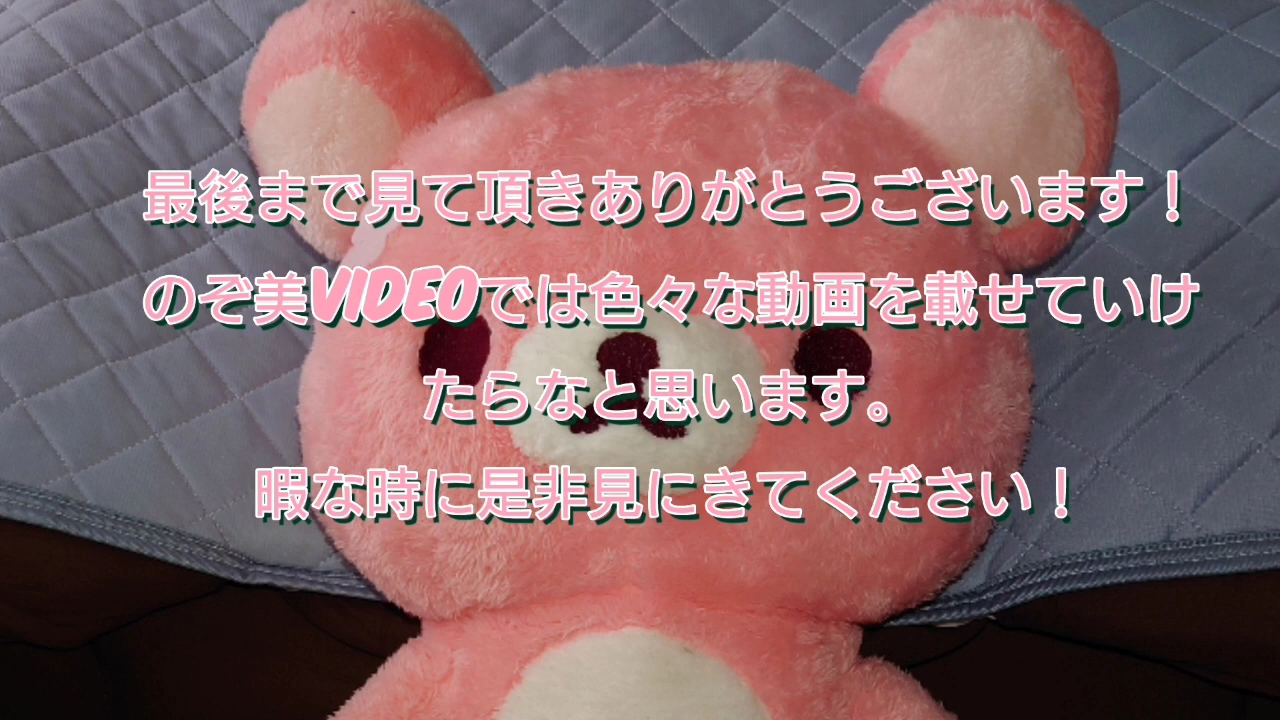 最後まで見て頂きありがとうございます！
のぞ美VIDEOでは色々な動画を載せていけ
たらなと思います。
暇な時に是非見にきてください！